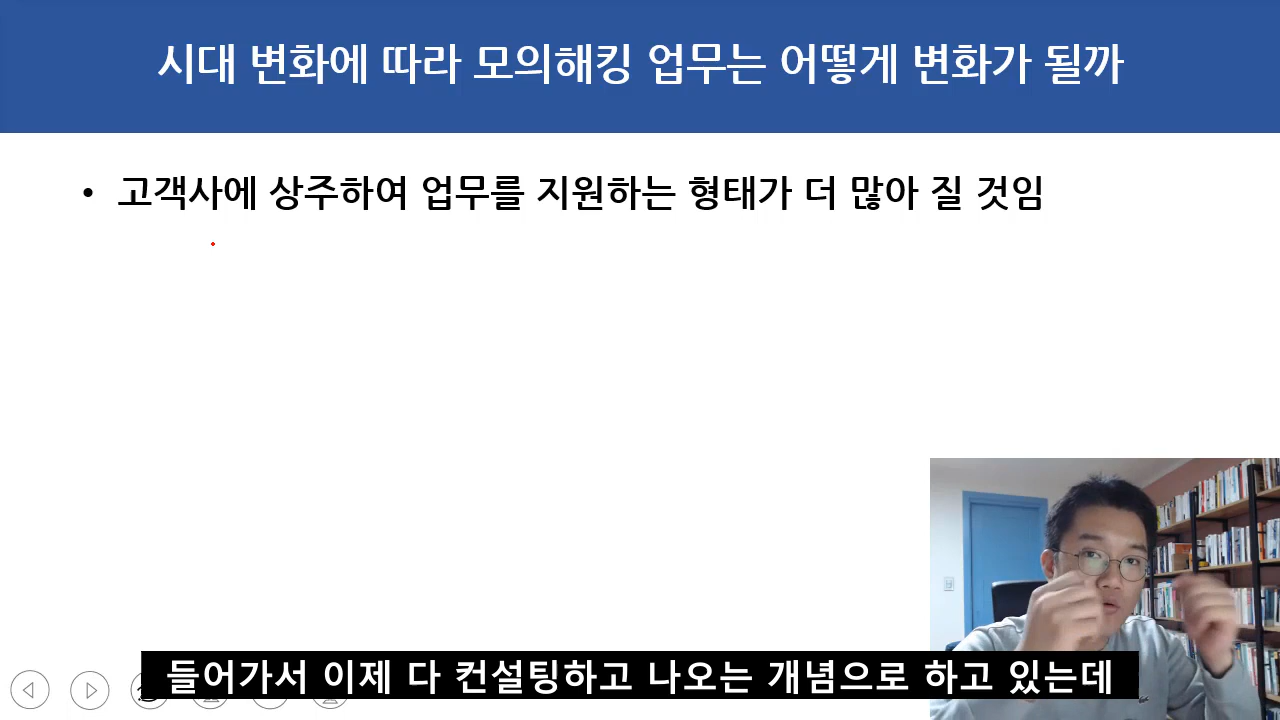 시대 변화에 따라 모의해킹 업무는 어떻게 변화가 될까
• 고객사에 상주하여 업무를 지원하는 형태가 더 많아 질 것임
들어가서 이제 다 컨설팅하고 나오는 개념으로 하고 있는데